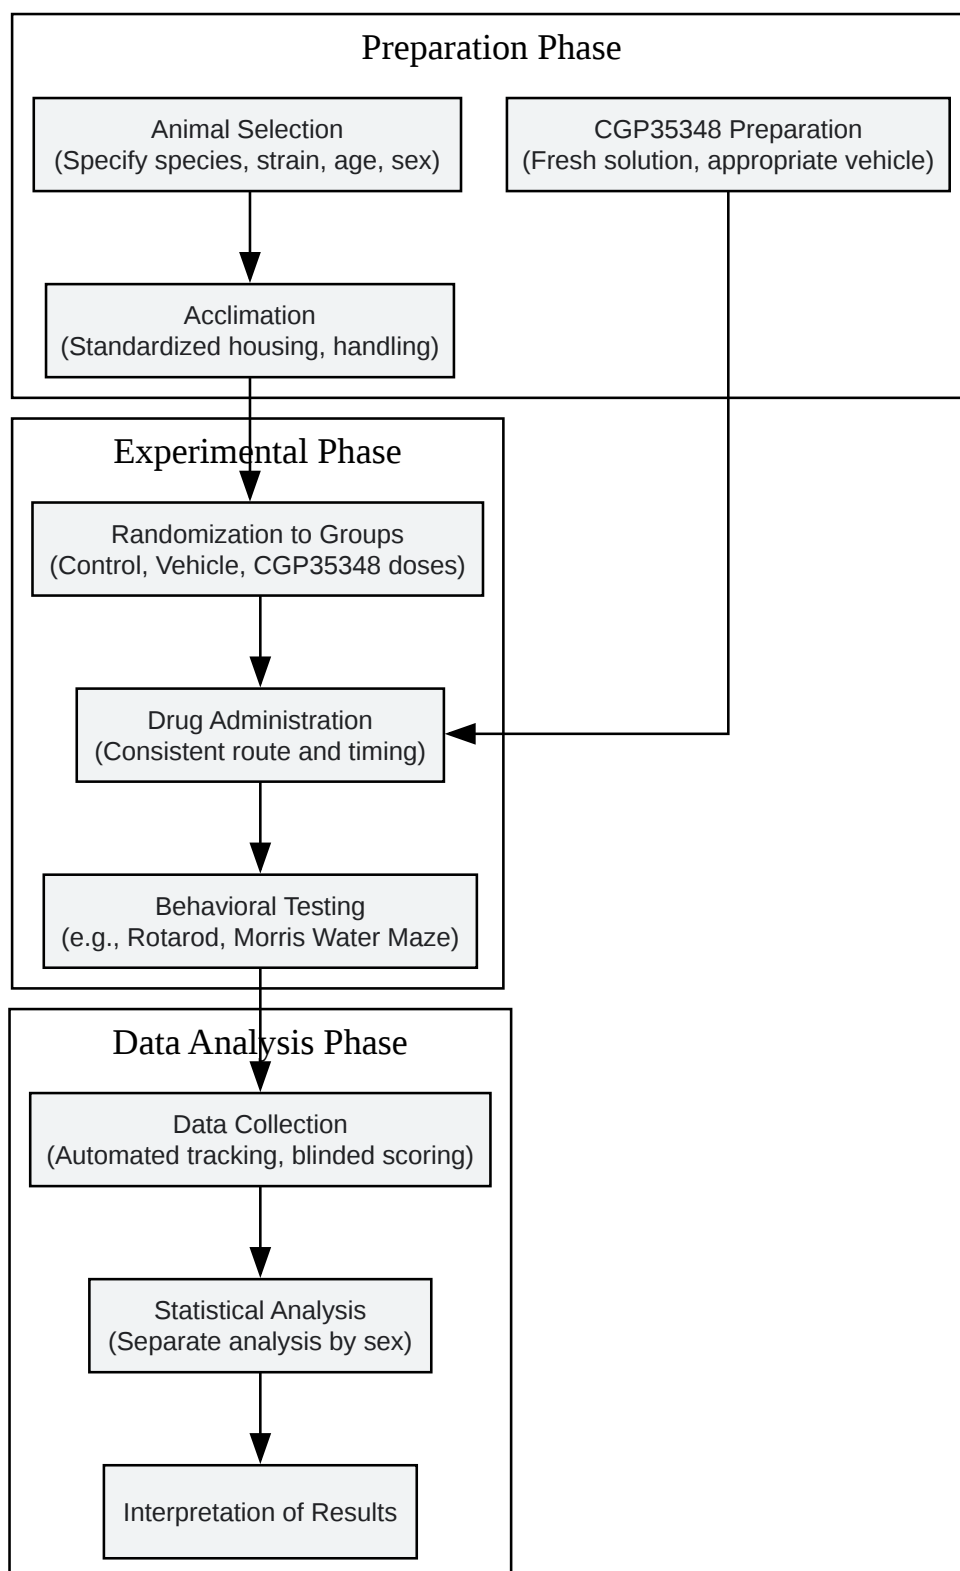 Preparation Phase
Animal Selection
(Specify species, strain, age, sex)
CGP35348 Preparation
(Fresh solution, appropriate vehicle)
Acclimation
(Standardized housing, handling)
Experimental Phase
Randomization to Groups
(Control, Vehicle, CGP35348 doses)
Drug Administration
(Consistent route and timing)
Behavioral Testing
(e.g., Rotarod, Morris Water Maze)
Data Analysis Phase
Data Collection
(Automated tracking, blinded scoring)
Statistical Analysis
(Separate analysis by sex)
Interpretation of Results